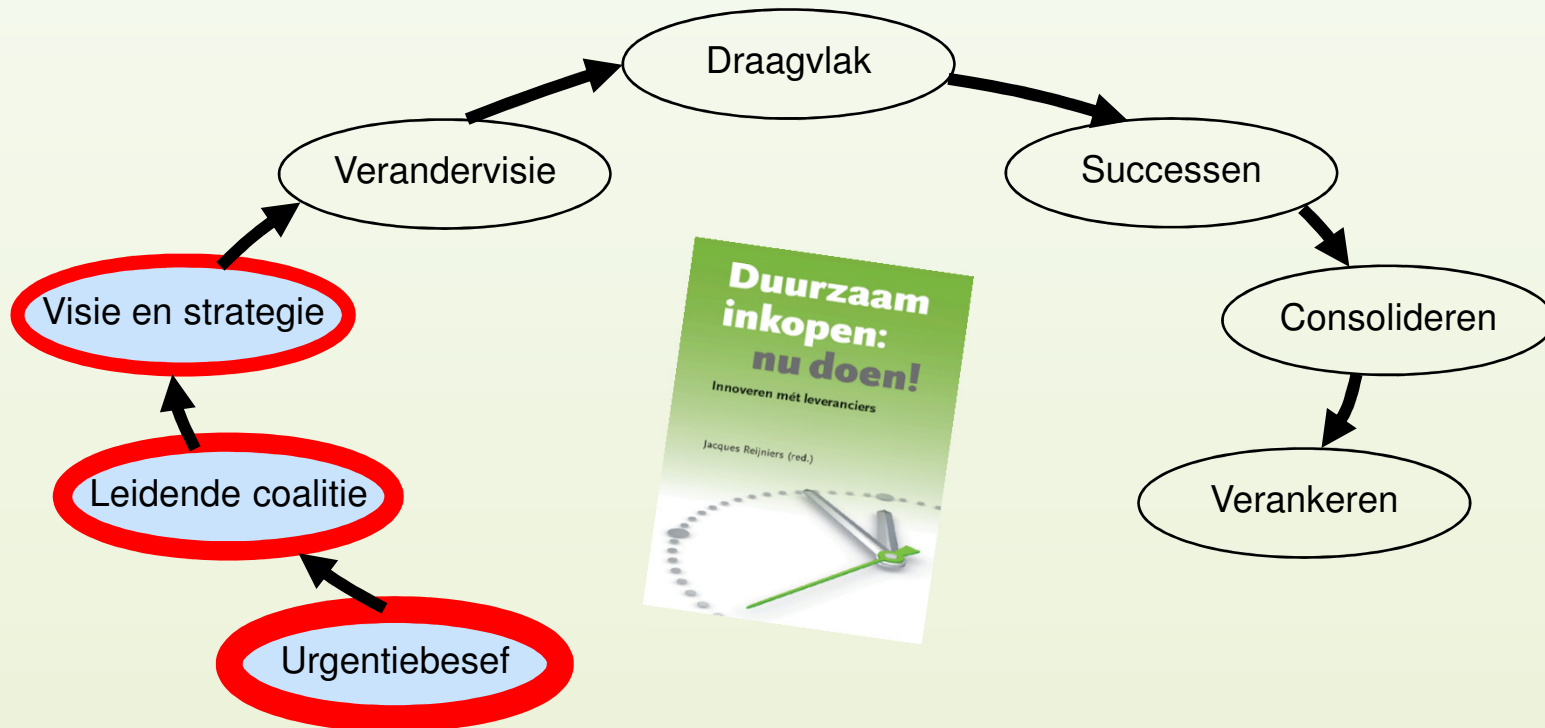 Draagvlak
Verandervisie
Successen
Visie en strategie
Consolideren
Leidende coalitie
Verankeren
Urgentiebesef
Duurzaam
inkopen:
nu doen!
Innoveren mét leveranciers
Jacques Reijniers (red.)